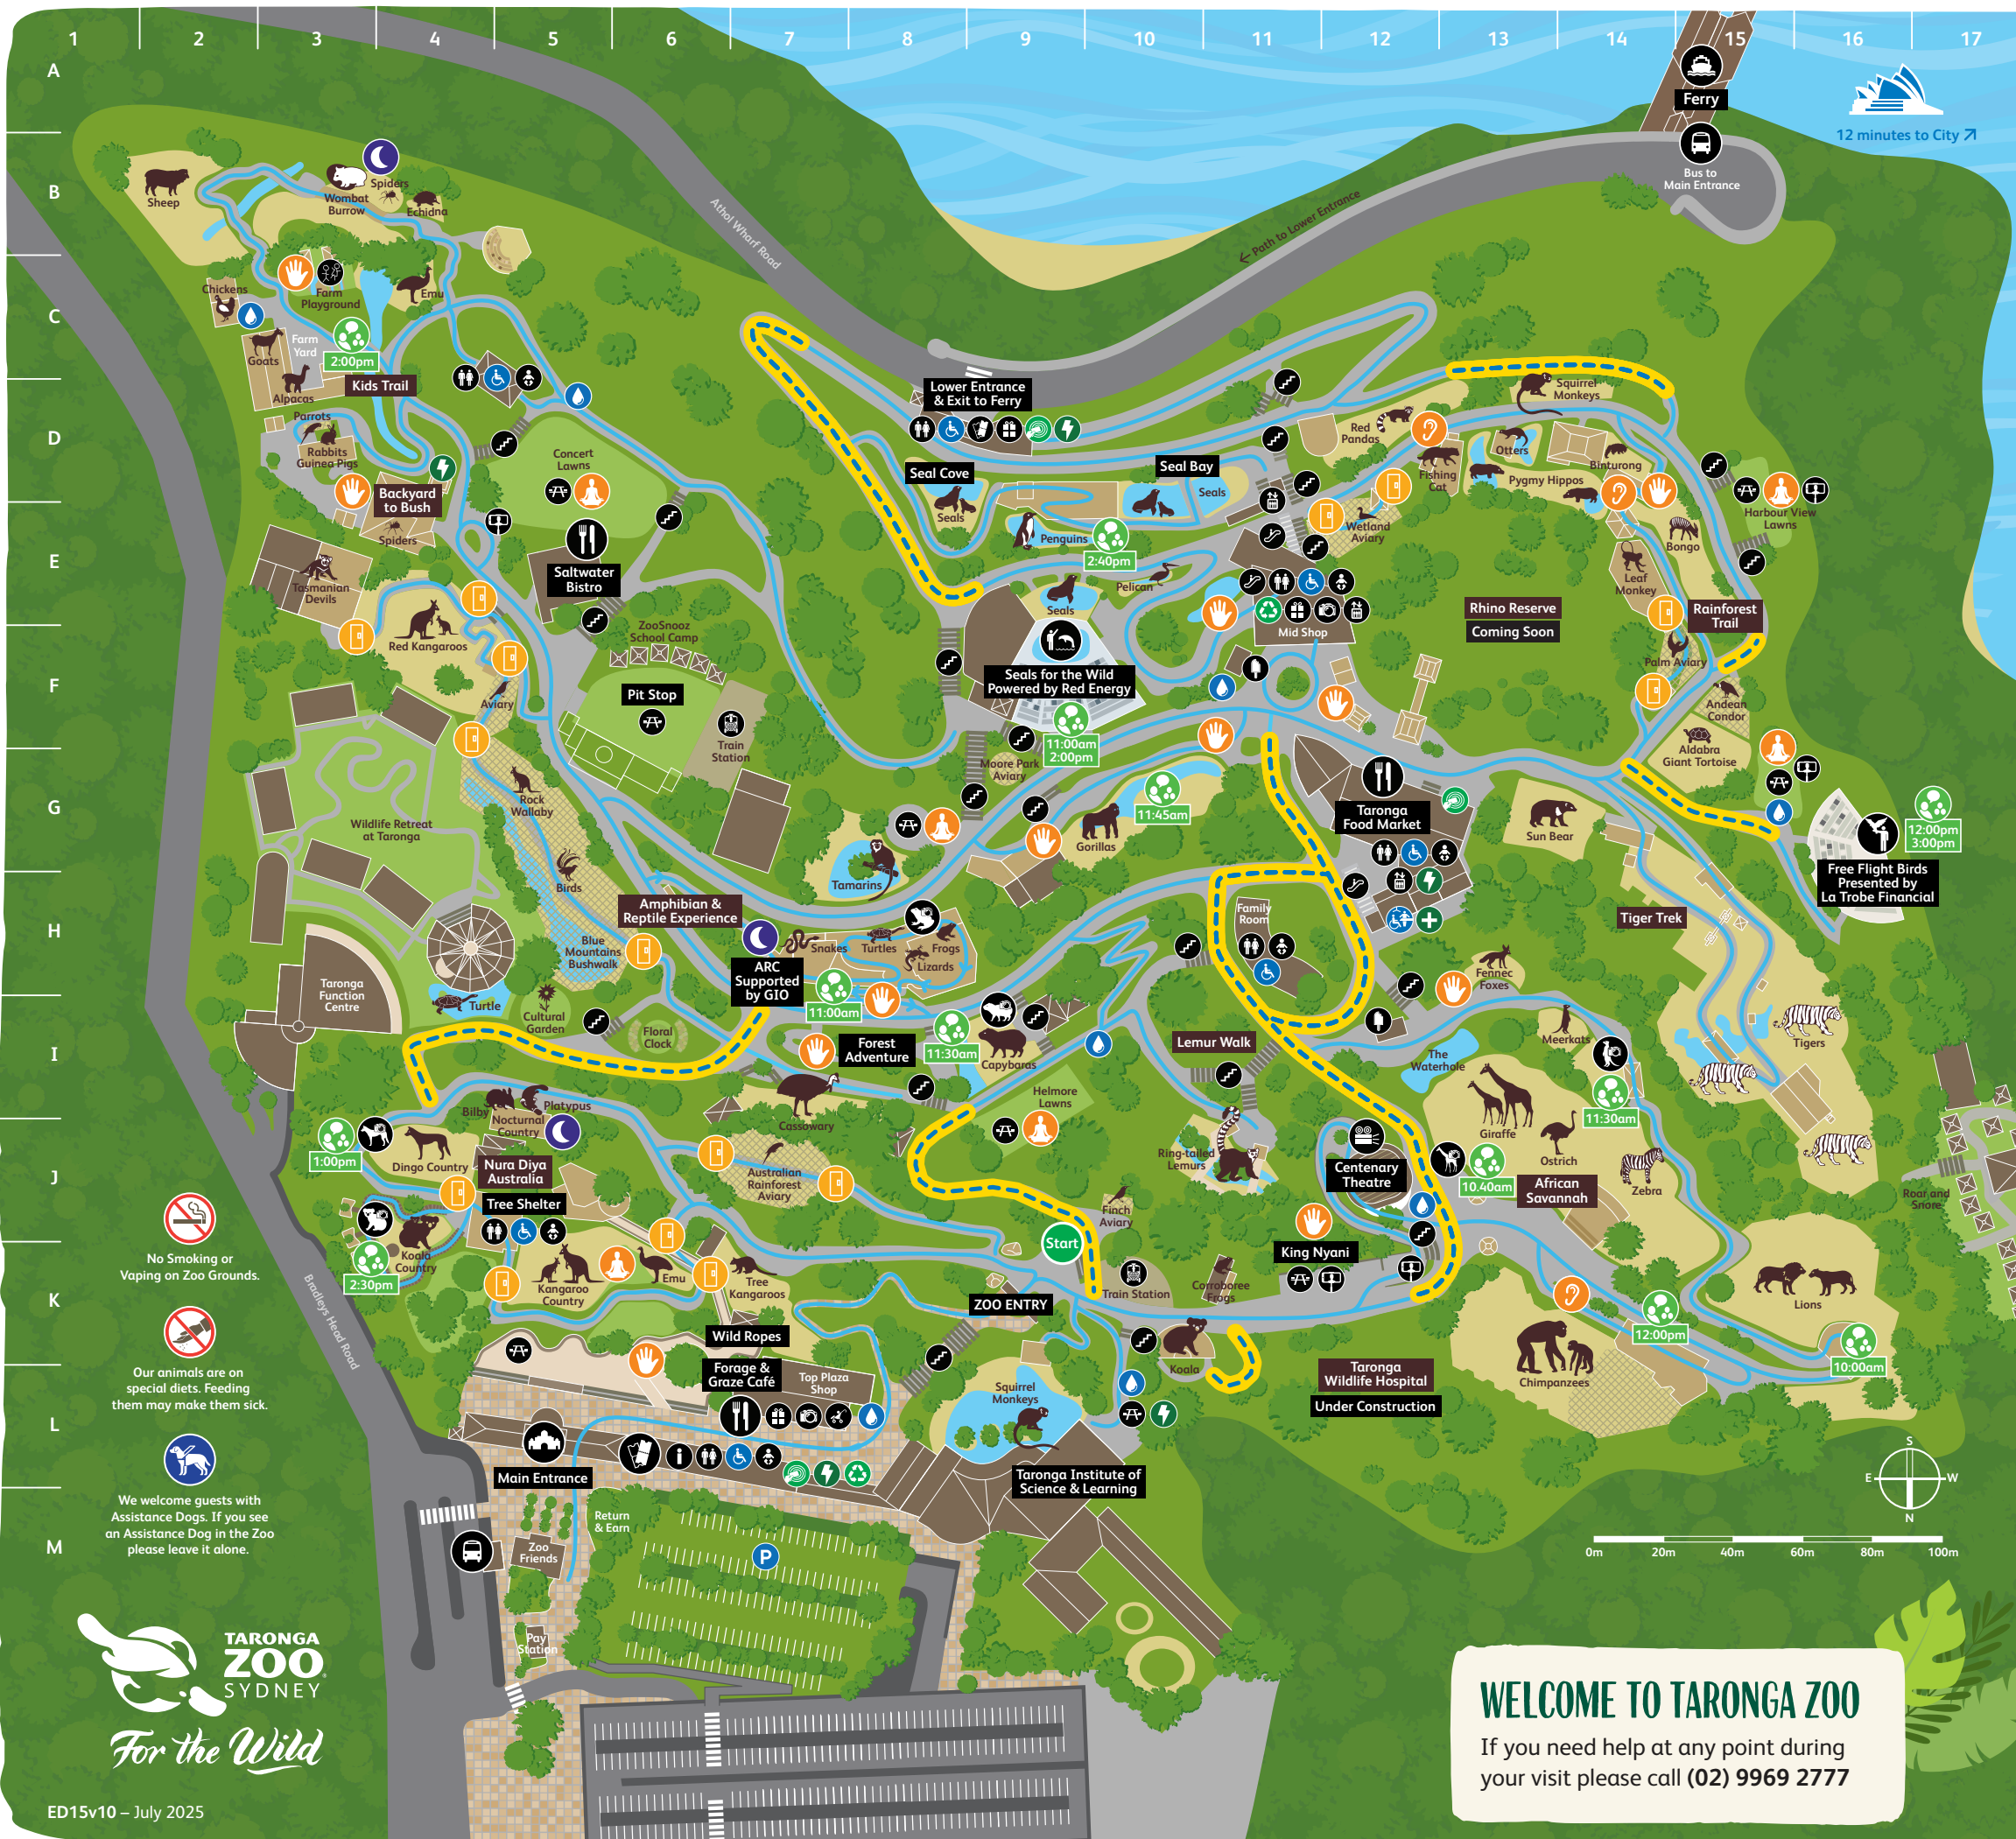 1 2 3 4 5 6 7 8 9 10 11 12 13 14 15 16 17
A
Ferry
12 minutes to City
B
Bus to
Main Entrance
Path to Lower Entrance
Athol Wharf Road
Sheep
Wombat
Burrow
Spiders
Echidna
C
Chickens
Farm
Playground
Emu
Goats
Farm
Yard
2:00pm
Kids Trail
Alpacas
Lower Entrance
& Exit to Ferry
Squirrel
Monkeys
D
Parrots
Rabbits
Guinea Pigs
Backyard
to Bush
Concert
Lawns
Seal Cove
Seal Bay
Seals
Seals
Red
Pandas
Fishing
Cat
Otters
Binturong
Pygmy Hippos
Harbour View
Lawns
E
Spiders
Tasmanian
Devils
Saltwater
Bistro
Penguins
2:40pm
Wetland
Aviary
Bongo
Leaf
Monkey
Pelican
Seals
Rhino Reserve
Coming Soon
Rainforest
Trail
ZooSnooz
School Camp
Mid Shop
F
Red Kangaroos
Aviary
Pit Stop
Train
Station
Seals for the Wild
Powered by Red Energy
11:00am
2:00pm
Palm Aviary
Andean
Condor
Aldabra
Giant Tortoise
Moore Park
Aviary
G
Rock
Wallaby
Wildlife Retreat
at Taronga
Birds
Tamarins
Gorillas
11:45am
Taronga
Food Market
Sun Bear
12:00pm
3:00pm
Free Flight Birds
Presented by
La Trobe Financial
H
Amphibian &
Reptile Experience
Snakes
Turtles
Frogs
Lizards
Blue
Mountains
Bushwalk
ARC
Supported
by GIO
11:00am
Family
Room
Tiger Trek
Fennec
Foxes
Taronga
Function
Centre
Turtle
Cultural
Garden
Floral
Clock
I
Forest
Adventure
11:30am
Capybaras
Lemur Walk
The
Waterhole
Meerkats
Tigers
11:30am
Bilby
Platypus
Nocturnal
Country
Cassowary
Helmore
Lawns
Giraffe
J
1:00pm
Dingo Country
Nura Diya
Australia
Tree Shelter
Australian
Rainforest
Aviary
Ring-tailed
Lemurs
Centenary
Theatre
10.40am
Ostrich
African
Savannah
Zebra
Roar and
Snore
Finch
Aviary
Start
King Nyani
No Smoking or
Vaping on Zoo Grounds.
K
Koala
Country
2:30pm
Kangaroo
Country
Emu
Tree
Kangaroos
ZOO ENTRY
Train Station
Corroboree
Frogs
Lions
12:00pm
10:00am
Bradleys Head Road
Wild Ropes
Forage &
Graze Café
Top Plaza
Shop
Koala
Taronga
Wildlife Hospital
Under Construction
Chimpanzees
Our animals are on
special diets. Feeding
them may make them sick.
L
Squirrel
Monkeys
Main Entrance
Taronga Institute of
Science & Learning
S
E W
N
0m 20m 40m 60m 80m 100m
We welcome guests with
Assistance Dogs. If you see
an Assistance Dog in the Zoo
please leave it alone.
M
Return
& Earn
Zoo
Friends
P
Pay
Station
TARONGA
ZOO
SYDNEY
For the Wild
ED15v10 – July 2025
WELCOME TO TARONGA ZOO
If you need help at any point during
your visit please call (02) 9969 2777